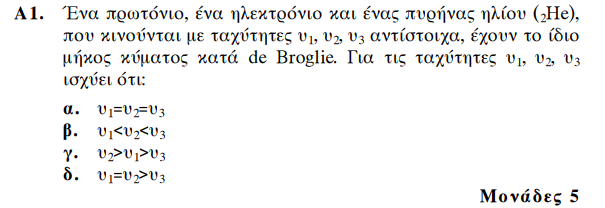 Α1. Ένα πρωτόνιο, ένα ηλεκτρόνιο και ένας πυρήνας ηλίου (₂He),
που κινούνται με ταχύτητες υ₁, υ₂, υ₃ αντίστοιχα, έχουν το ίδιο
μήκος κύματος κατά de Broglie. Για τις ταχύτητες υ₁, υ₂, υ₃
ισχύει ότι:
α. υ₁=υ₂=υ₃
β. υ₁<υ₂<υ₃
γ. υ₂>υ₁>υ₃
δ. υ₁=υ₂>υ₃
Μονάδες 5